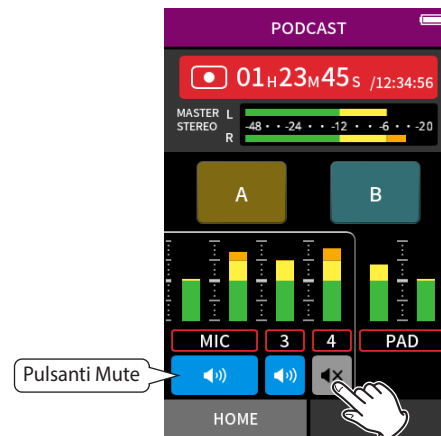 PODCAST
01H23M45S /12:34:56
MASTER L
STEREO -48 · · -24 · · -12 · · -6 · · -20
R
A B
MIC 3 4 PAD
Pulsanti Mute
HOME